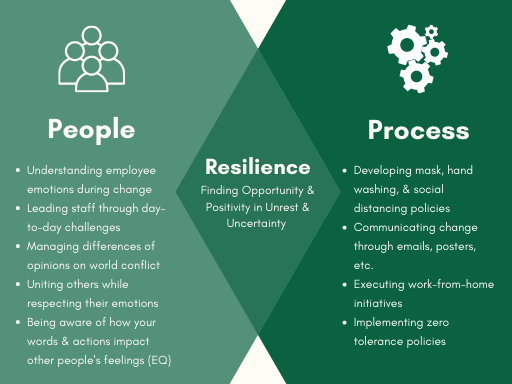 People
• Understanding employee
emotions during change
• Leading staff through day-
to-day challenges
• Managing differences of
opinions on world conflict
• Uniting others while
respecting their emotions
• Being aware of how your
words & actions impact
other people's feelings (EQ)
Resilience
Finding Opportunity &
Positivity in Unrest &
Uncertainty
Process
• Developing mask, hand
washing, & social
distancing policies
• Communicating change
through emails, posters,
etc.
• Executing work-from-home
initiatives
• Implementing zero
tolerance policies